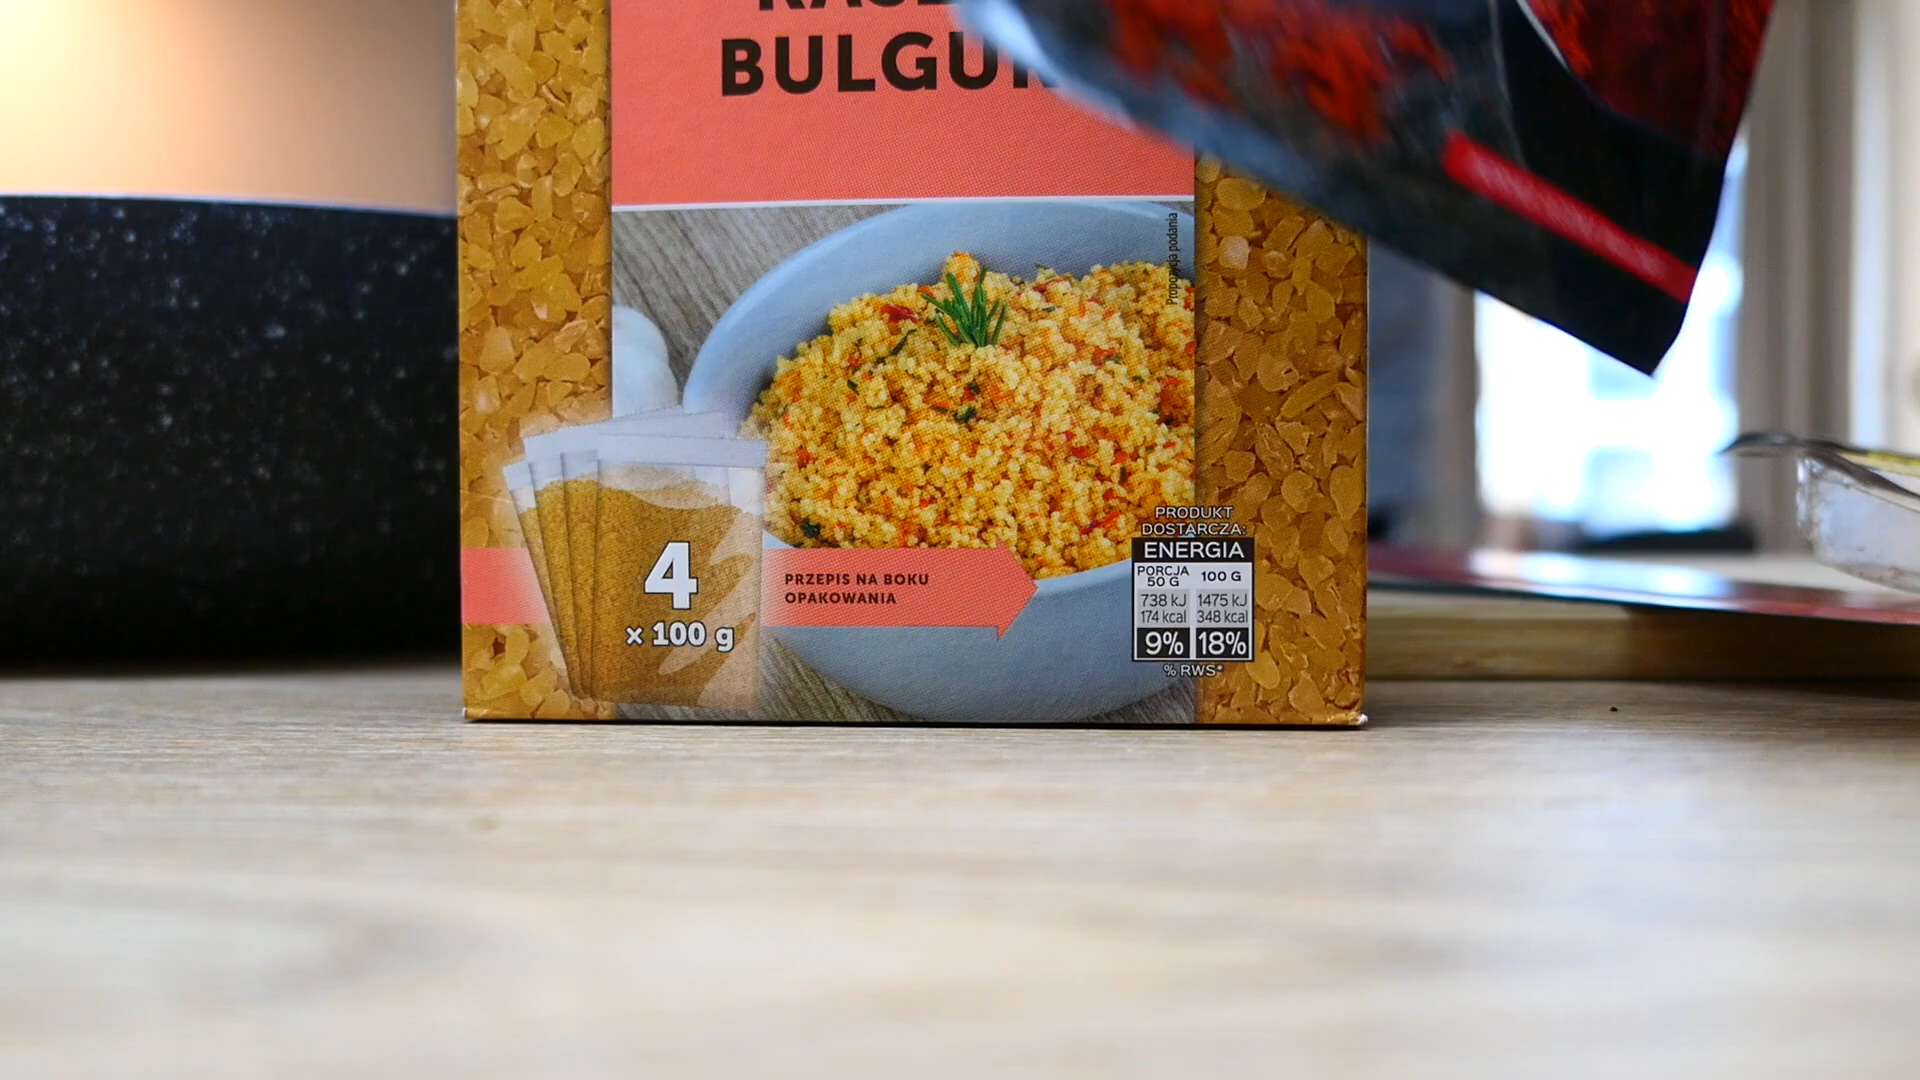 BULGUR
Propozycja podania
PRODUKT
DOSTARCZA:
ENERGIA
PORCJA
50 G
100 G
738 kJ
1475 kJ
174 kcal
348 kcal
9%
18%
% RWS*
4
× 100 g
PRZEPIS NA BOKU
OPAKOWANIA